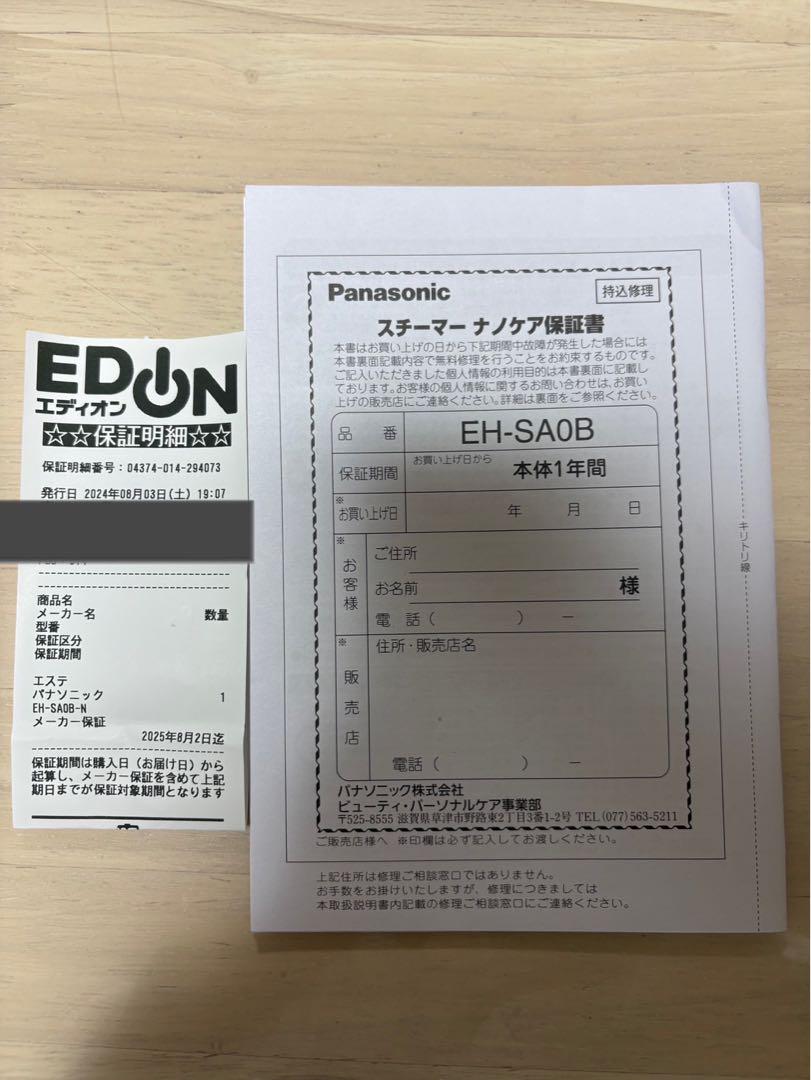 EDION
エディオン
☆☆保証明細☆☆
保証明細番号：04374-014-294073
発行日 2024年08月03日(土) 19:07
商品名
メーカー名 数量
型番
保証区分
保証期間
エステ
パナソニック 1
EH-SA0B-N
メーカー保証
2025年8月2日迄
保証期間は購入日（お届け日）から
起算し、メーカー保証を含めて上記
期日までが保証対象期間となります
Panasonic 持込修理
スチーマー ナノケア保証書
本書はお買い上げの日から下記期間中故障が発生した場合には
本書裏面記載内容で無料修理を行うことをお約束するものです。
ご記入いただきました個人情報の利用目的は本書裏面に記載し
ております。お客様の個人情報に関するお問い合わせは、お買い
上げの販売店にご連絡ください。詳細は裏面をご参照ください。
品番 EH-SA0B
保証期間 お買い上げ日から 本体1年間
※お買い上げ日 年 月 日
※お客様 ご住所
お名前 様
電話（ ） ー
※販売店 住所・販売店名
電話（ ） ー
パナソニック株式会社
ビューティ・パーソナルケア事業部
〒525-8555 滋賀県草津市野路東2丁目3番1-2号 TEL(077)563-5211
ご販売店様へ ※印欄は必ず記入してお渡しください。
上記住所は修理ご相談窓口ではありません。
お手数をお掛けいたしますが、修理につきましては
本取扱説明書内記載の修理ご相談窓口にご連絡ください。
キリトリ線